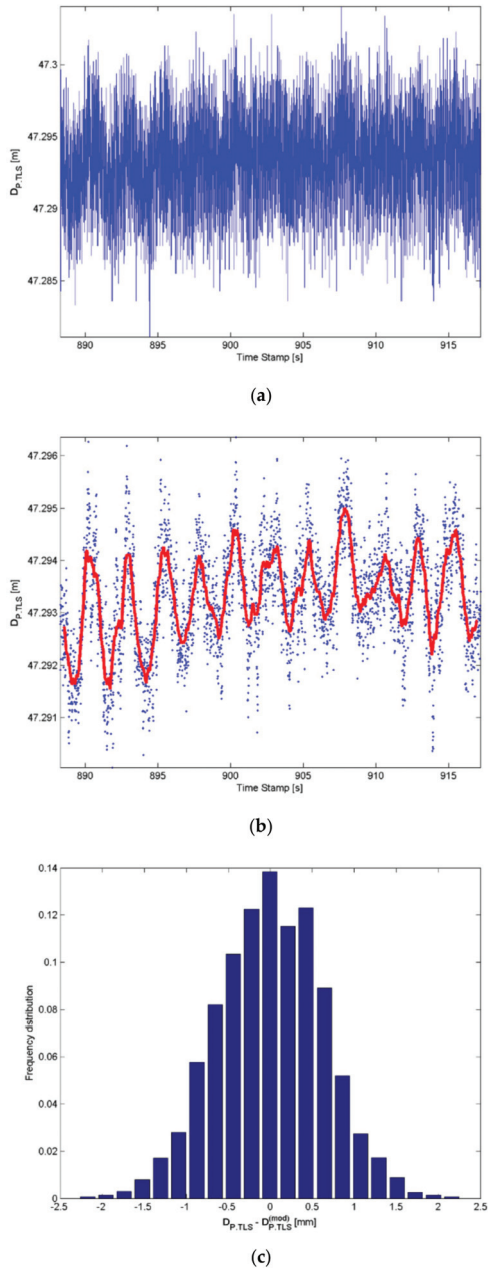 47.3
47.295
47.29
47.285
D_P.TLS [m]
890 895 900 905 910 915
Time Stamp [s]
(a)
47.296
47.295
47.294
47.293
47.292
47.291
D_P.TLS [m]
890 895 900 905 910 915
Time Stamp [s]
(b)
0.14
0.12
0.1
0.08
0.06
0.04
0.02
0
Frequency distribution
-2.5 -2 -1.5 -1 -0.5 0 0.5 1 1.5 2 2.5
D_P.TLS - D_P.TLS^(mod) [mm]
(c)